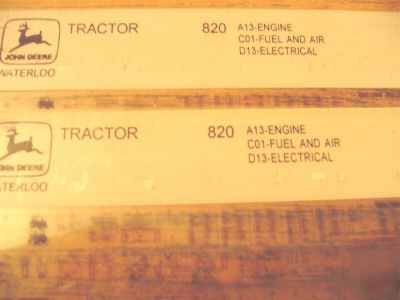 TRACTOR 820 A13-ENGINE
C01-FUEL AND AIR
JOHN DEERE D13-ELECTRICAL
WATERLOO
TRACTOR 820 A13-ENGINE
C01-FUEL AND AIR
JOHN DEERE D13-ELECTRICAL
WATERLOO